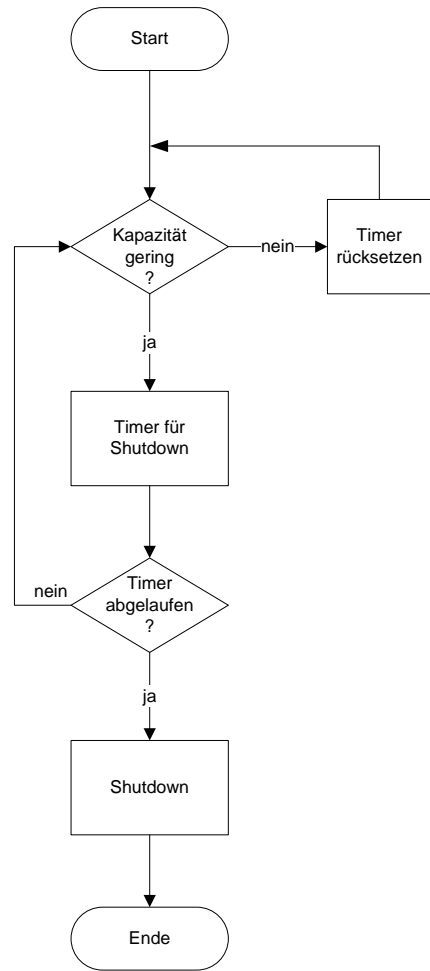 Start
Kapazität
gering
?
nein
Timer
rücksetzen
ja
Timer für
Shutdown
nein
Timer
abgelaufen
?
ja
Shutdown
Ende